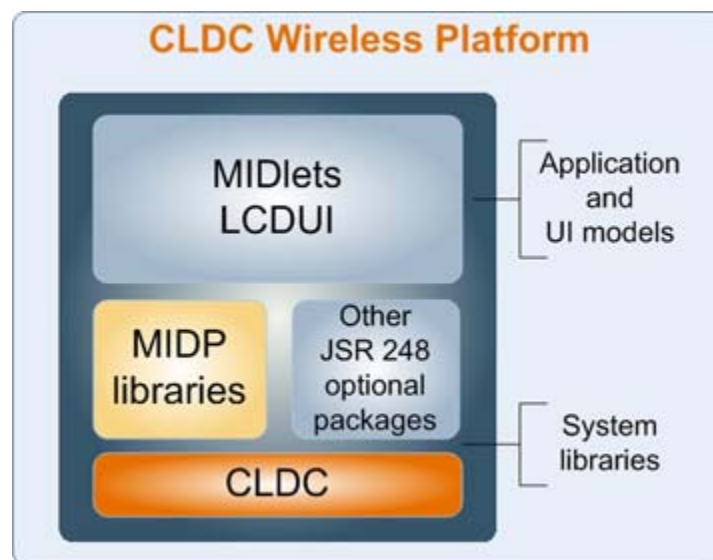 CLDC Wireless Platform
MIDlets
LCDUI
Application
and
UI models
MIDP
libraries
Other
JSR 248
optional
packages
System
libraries
CLDC